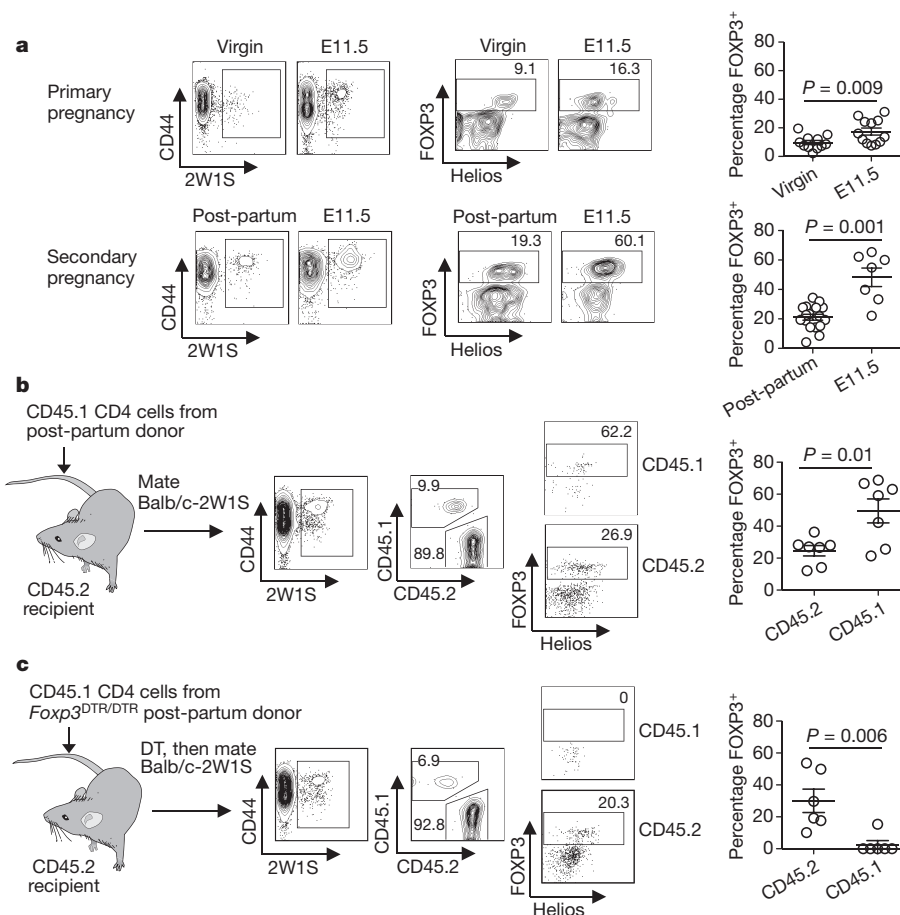 a
Virgin
E11.5
Virgin
E11.5
Primary
pregnancy
CD44
2W1S
FOXP3
9.1
16.3
Helios
Percentage FOXP3+
80
60
40
20
0
P = 0.009
Virgin
E11.5
Post-partum
E11.5
Post-partum
E11.5
Secondary
pregnancy
CD44
2W1S
FOXP3
19.3
60.1
Helios
Percentage FOXP3+
80
60
40
20
0
P = 0.001
Post-partum
E11.5
b
CD45.1 CD4 cells from
post-partum donor
Mate
Balb/c-2W1S
CD45.2
recipient
CD44
2W1S
CD45.1
9.9
89.8
CD45.2
62.2
CD45.1
26.9
CD45.2
FOXP3
Helios
Percentage FOXP3+
80
60
40
20
0
P = 0.01
CD45.2
CD45.1
c
CD45.1 CD4 cells from
Foxp3DTR/DTR post-partum donor
DT, then mate
Balb/c-2W1S
CD45.2
recipient
CD44
2W1S
CD45.1
6.9
92.8
CD45.2
0
CD45.1
20.3
CD45.2
FOXP3
Helios
Percentage FOXP3+
80
60
40
20
0
P = 0.006
CD45.2
CD45.1